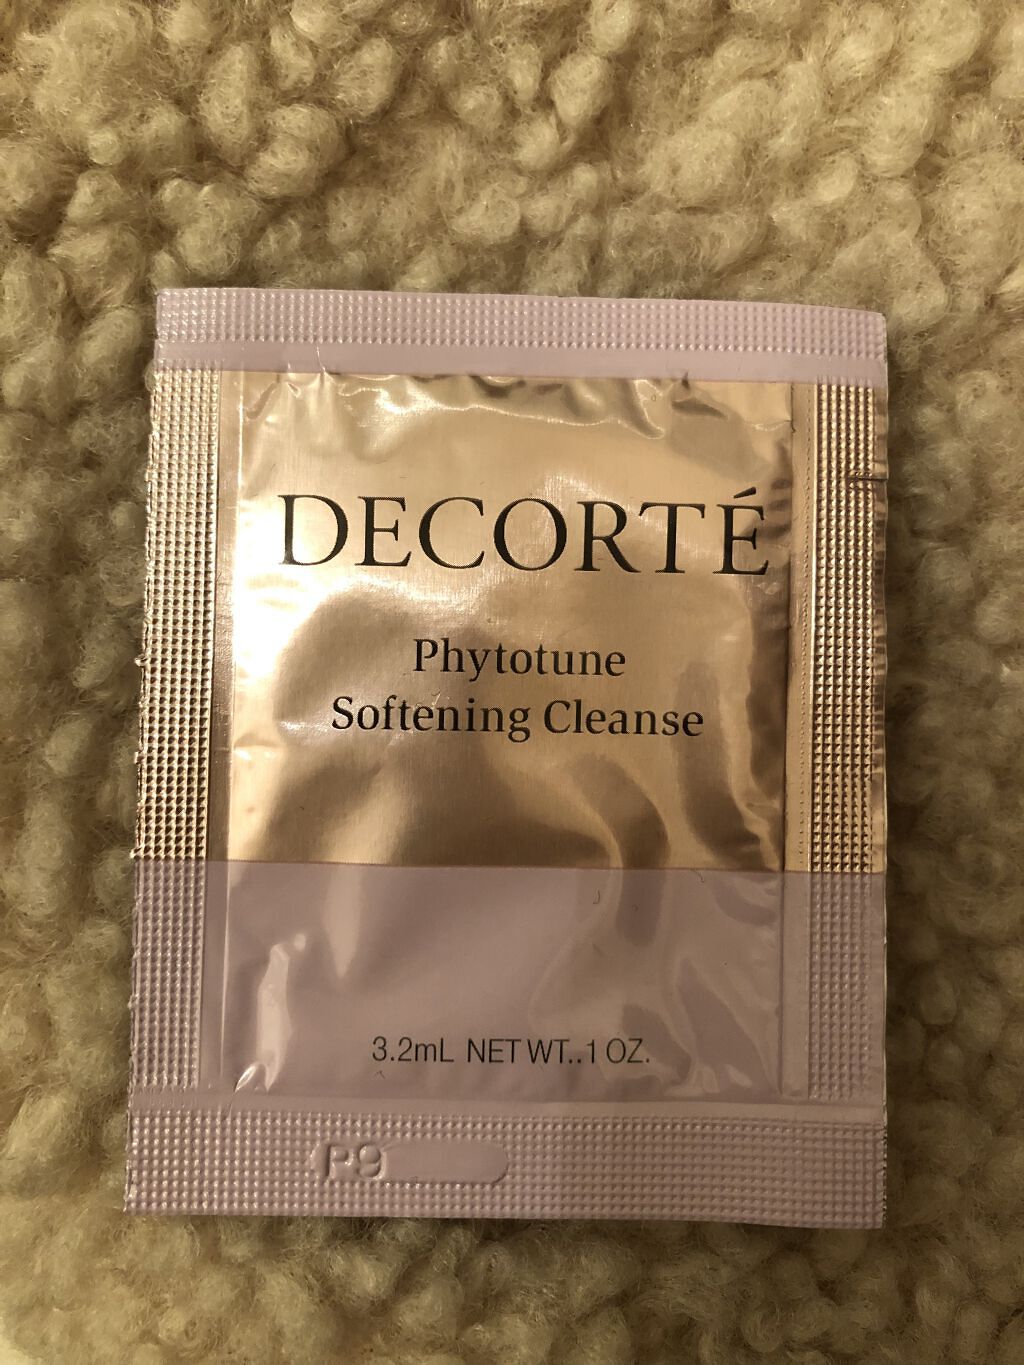 DECORTÉ
Phytotune
Softening Cleanse
3.2mL NET WT..1 OZ.
P9